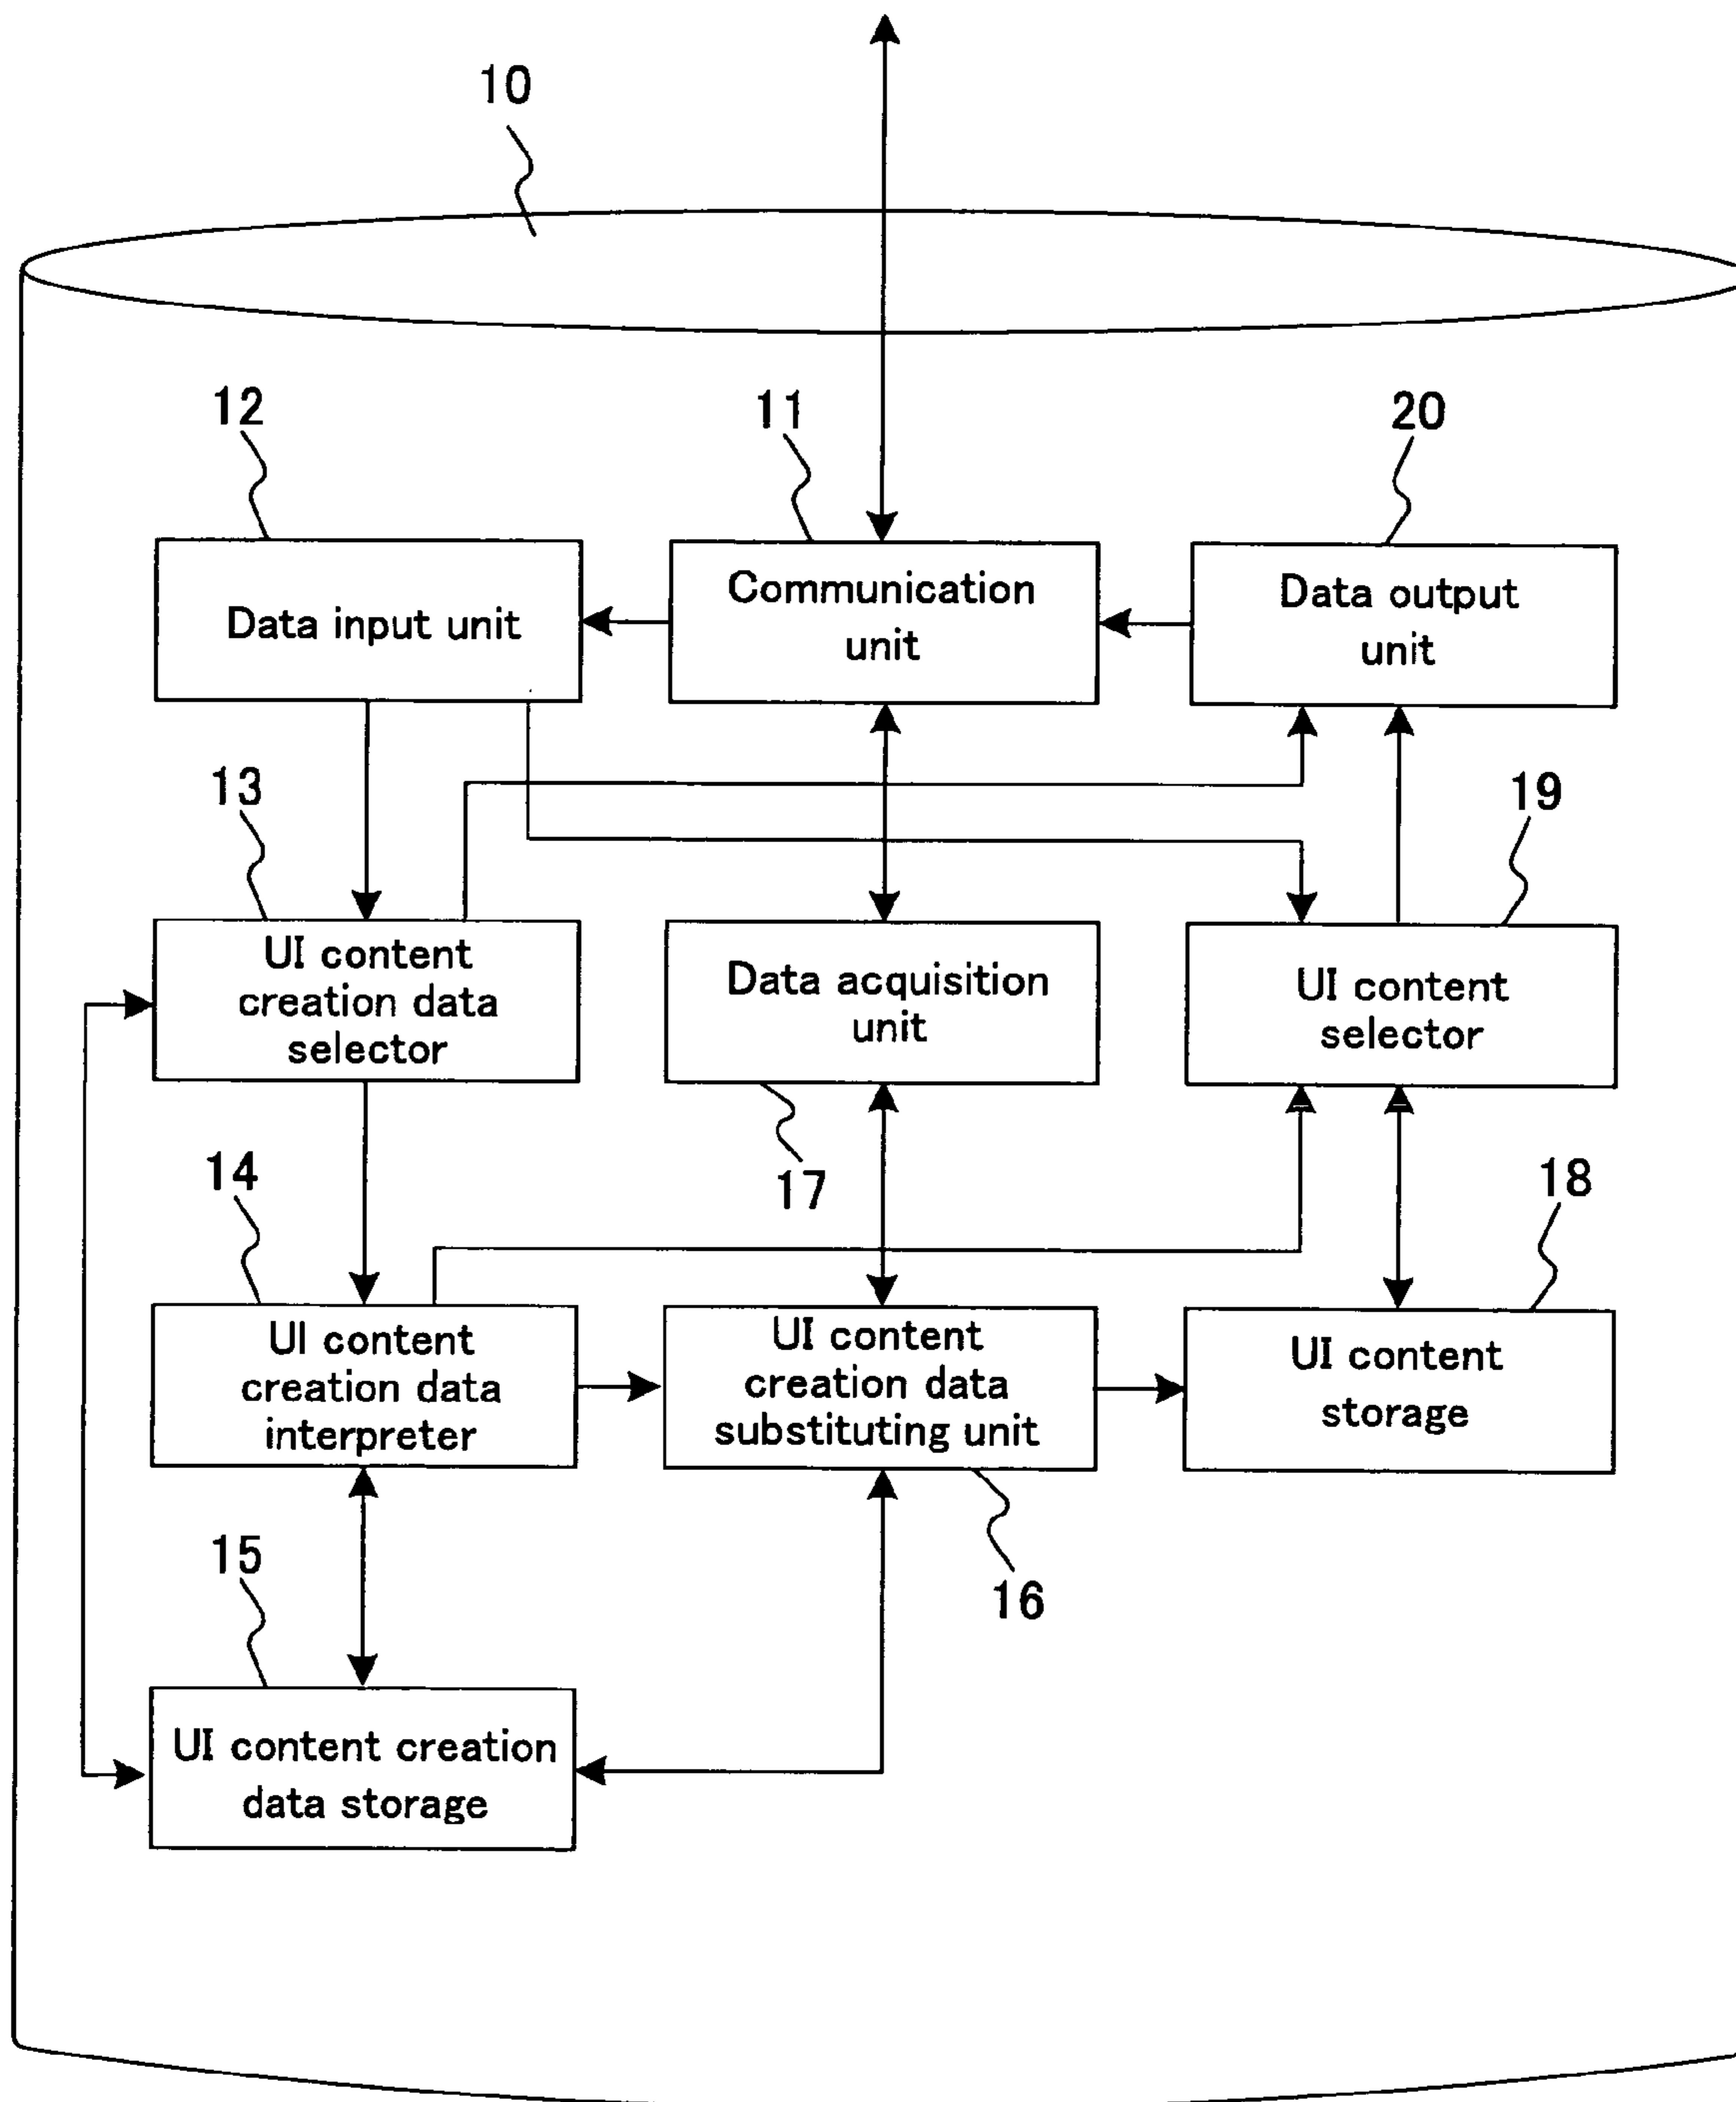 10
12
11
20
Data input unit
Communication
unit
Data output
unit
13
19
UI content
creation data
selector
Data acquisition
unit
UI content
selector
14
17
18
UI content
creation data
interpreter
UI content
creation data
substituting unit
UI content
storage
15
16
UI content creation
data storage